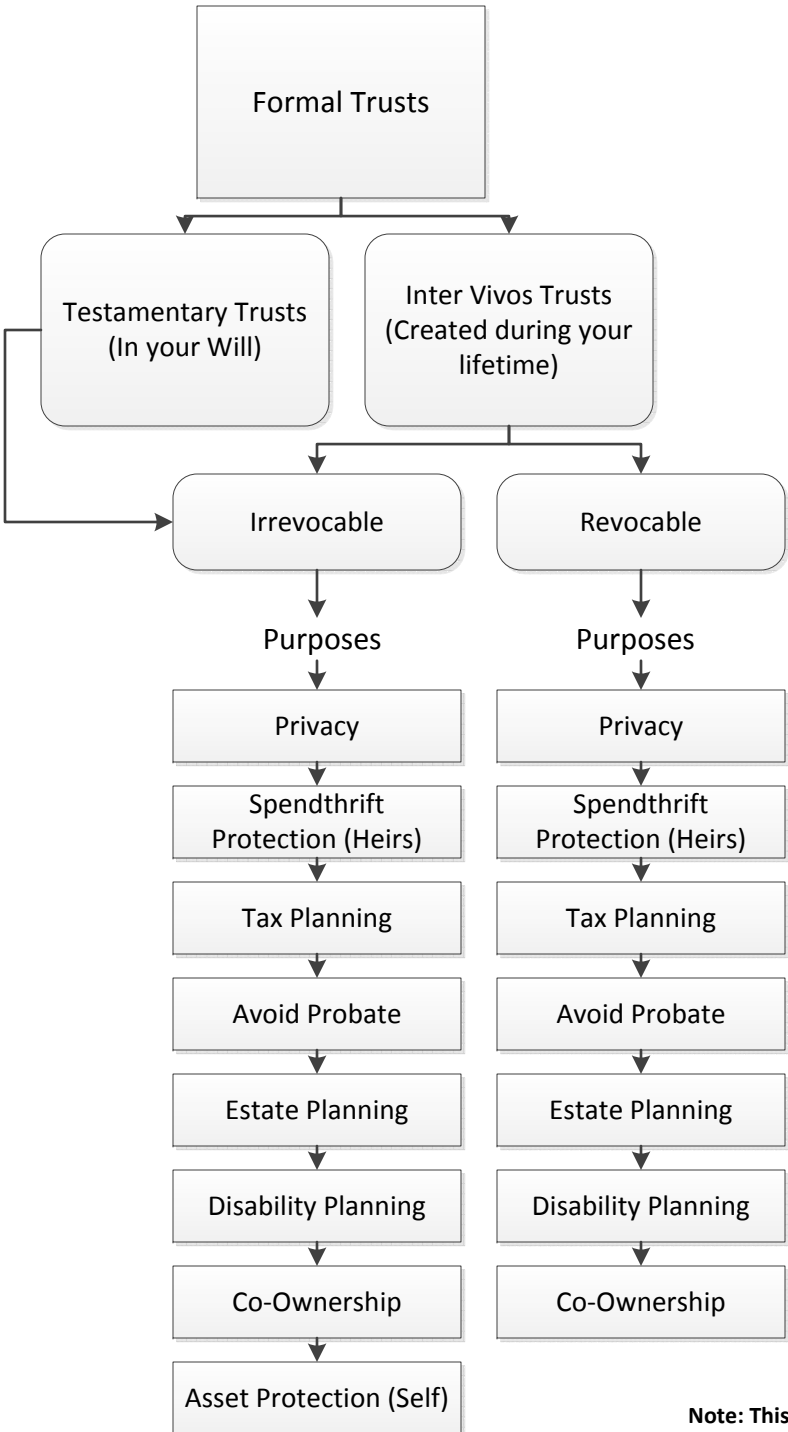 Formal Trusts
Testamentary Trusts
(In your Will)
Inter Vivos Trusts
(Created during your
lifetime)
Irrevocable
Revocable
Purposes
Purposes
Privacy
Privacy
Spendthrift
Protection (Heirs)
Spendthrift
Protection (Heirs)
Tax Planning
Tax Planning
Avoid Probate
Avoid Probate
Estate Planning
Estate Planning
Disability Planning
Disability Planning
Co-Ownership
Co-Ownership
Asset Protection (Self)
Note: This